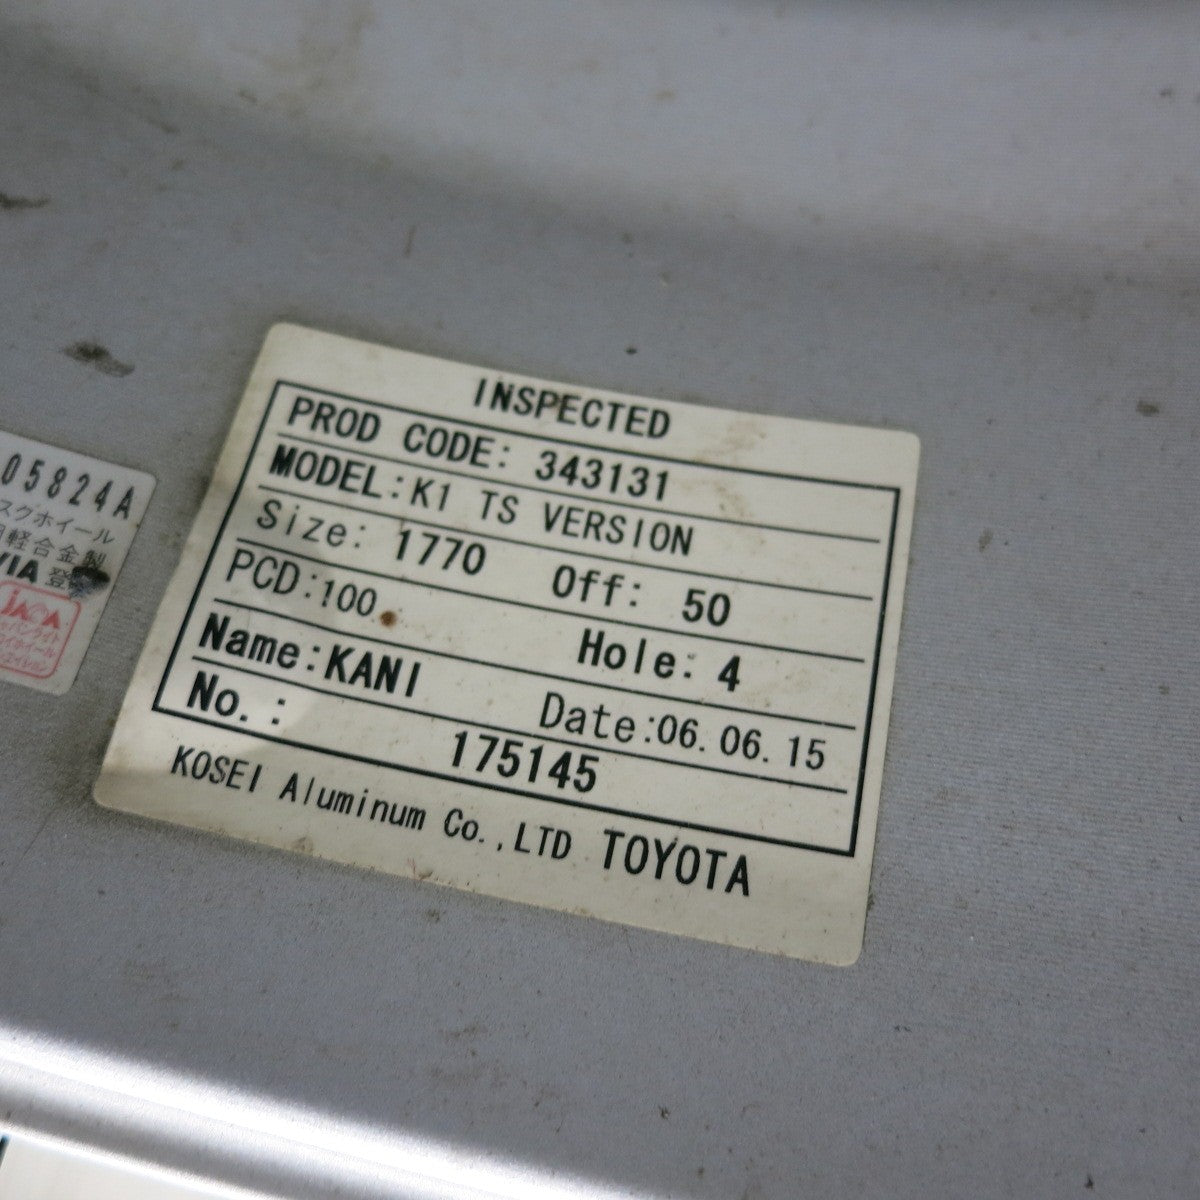 INSPECTED
PROD CODE: 343131
MODEL:K1 TS VERSION
Size: 1770 Off: 50
PCD:100 Hole: 4
Name:KANI Date:06.06.15
No.: 175145
KOSEI Aluminum Co.,LTD TOYOTA
05824A
スクホイール
軽合金製
VIA 登
JAWA